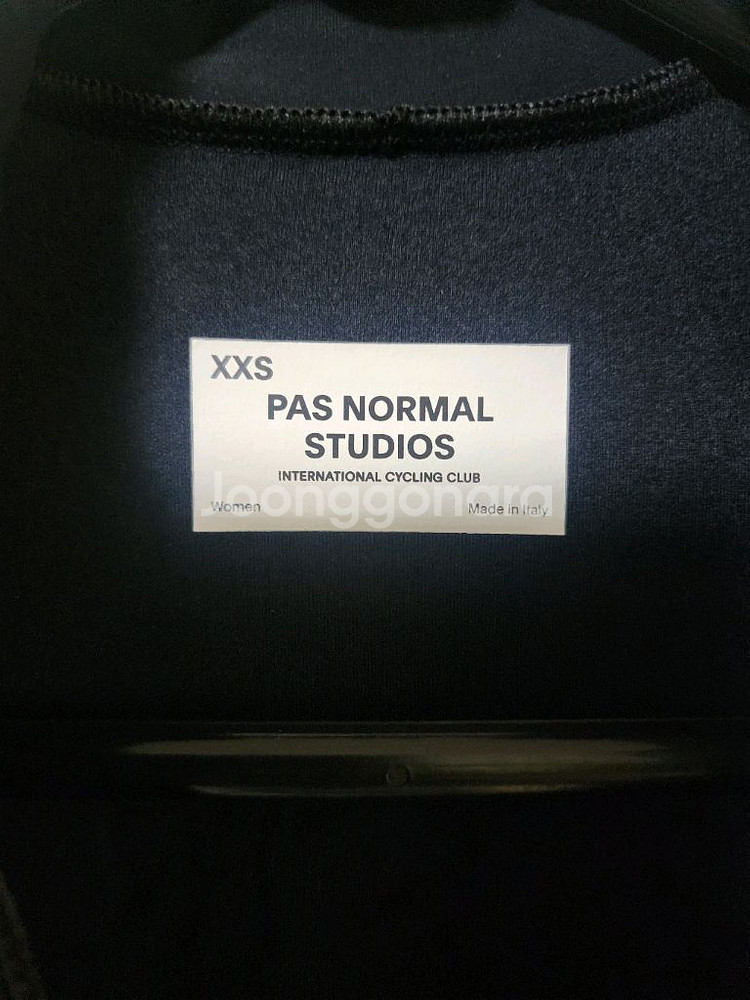 XXS
PAS NORMAL
STUDIOS
INTERNATIONAL CYCLING CLUB
Joonggonara
Women Made in Italy